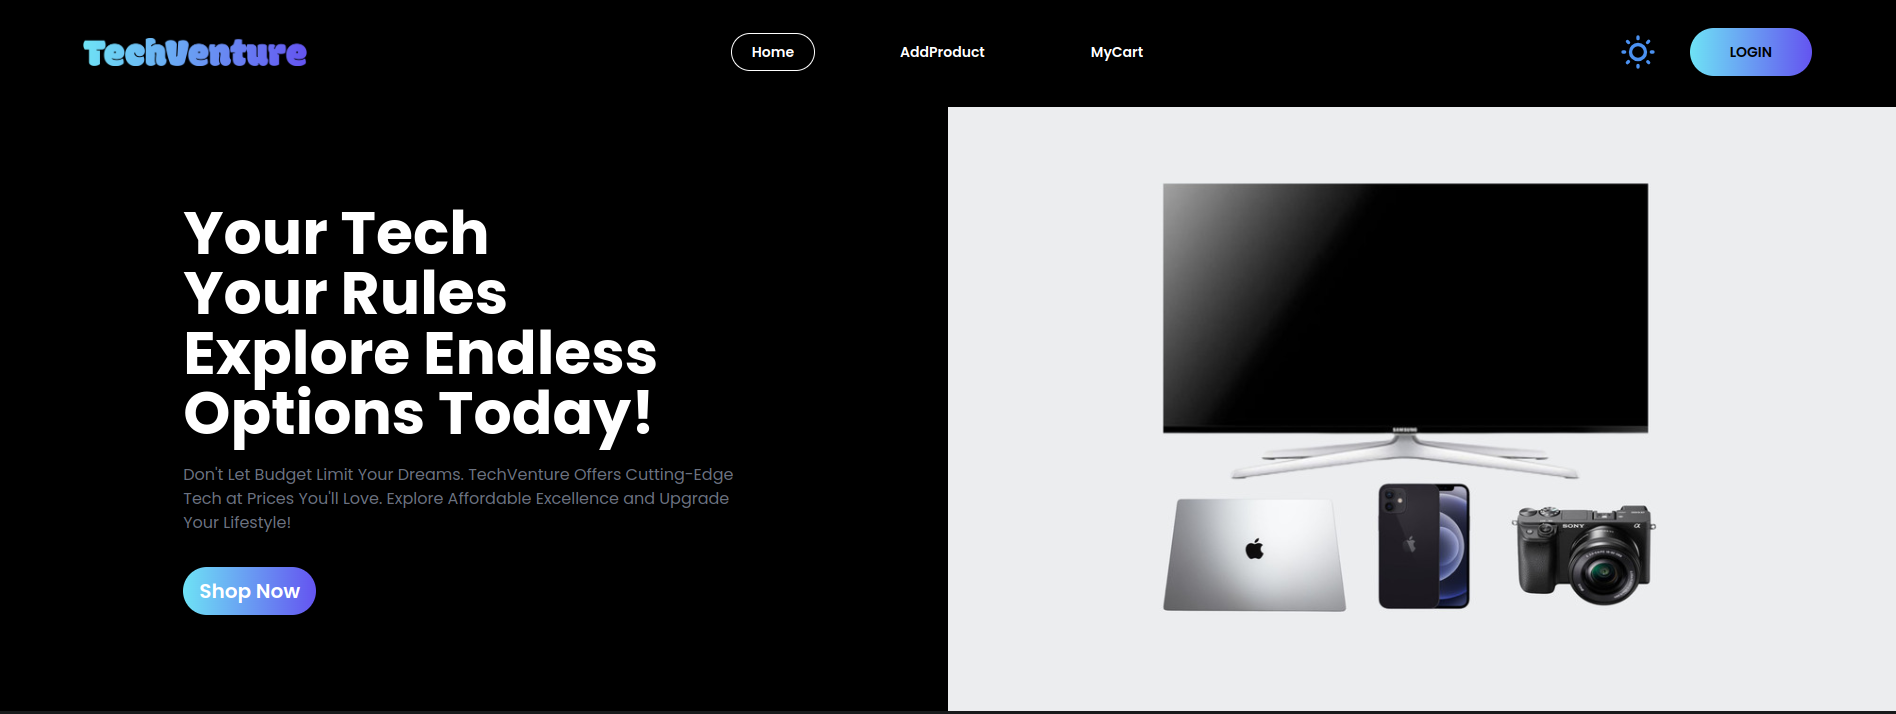 TechVenture
Home
AddProduct
MyCart
LOGIN
Your Tech
Your Rules
Explore Endless
Options Today!
Don't Let Budget Limit Your Dreams. TechVenture Offers Cutting-Edge
Tech at Prices You'll Love. Explore Affordable Excellence and Upgrade
Your Lifestyle!
Shop Now
SAMSUNG
SONY
α